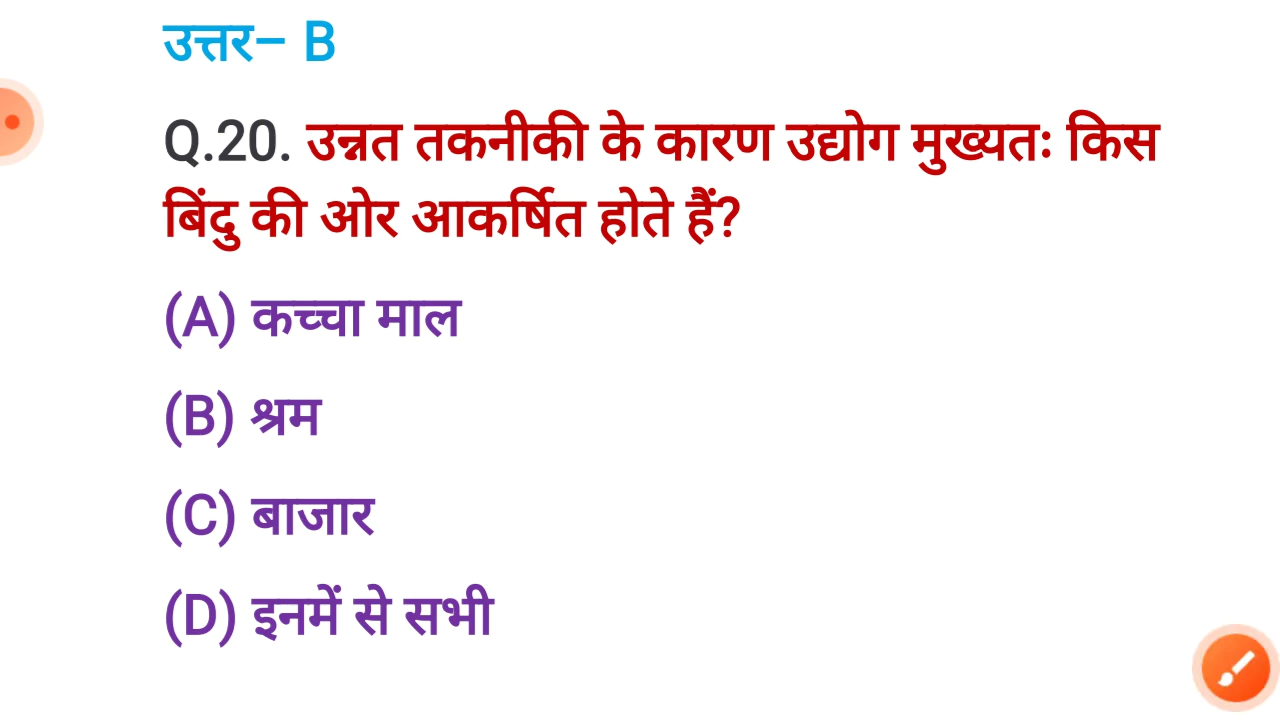 उत्तर– B
Q.20. उन्नत तकनीकी के कारण उद्योग मुख्यतः किस
बिंदु की ओर आकर्षित होते हैं?
(A) कच्चा माल
(B) श्रम
(C) बाजार
(D) इनमें से सभी